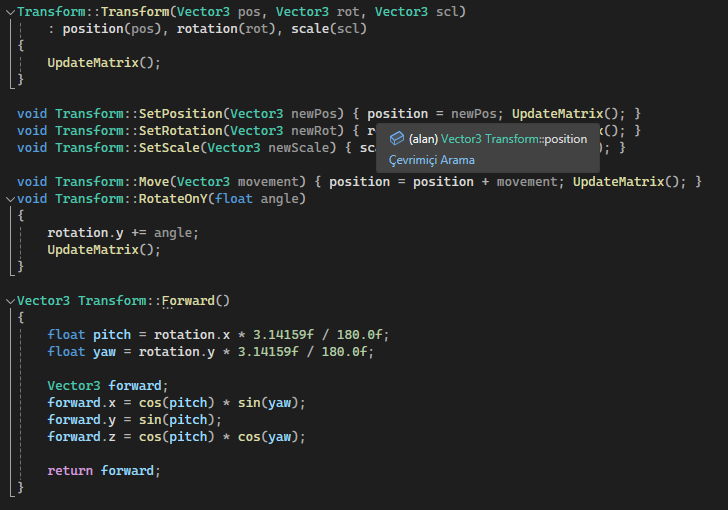 Transform::Transform(Vector3 pos, Vector3 rot, Vector3 scl)
    : position(pos), rotation(rot), scale(scl)
{
    UpdateMatrix();
}

void Transform::SetPosition(Vector3 newPos) { position = newPos; UpdateMatrix(); }
void Transform::SetRotation(Vector3 newRot) { r ix(); }
(alan) Vector3 Transform::position
void Transform::SetScale(Vector3 newScale) { sca ); }
Çevrimiçi Arama

void Transform::Move(Vector3 movement) { position = position + movement; UpdateMatrix(); }
void Transform::RotateOnY(float angle)
{
    rotation.y += angle;
    UpdateMatrix();
}

Vector3 Transform::Forward()
{
    float pitch = rotation.x * 3.14159f / 180.0f;
    float yaw = rotation.y * 3.14159f / 180.0f;

    Vector3 forward;
    forward.x = cos(pitch) * sin(yaw);
    forward.y = sin(pitch);
    forward.z = cos(pitch) * cos(yaw);

    return forward;
}